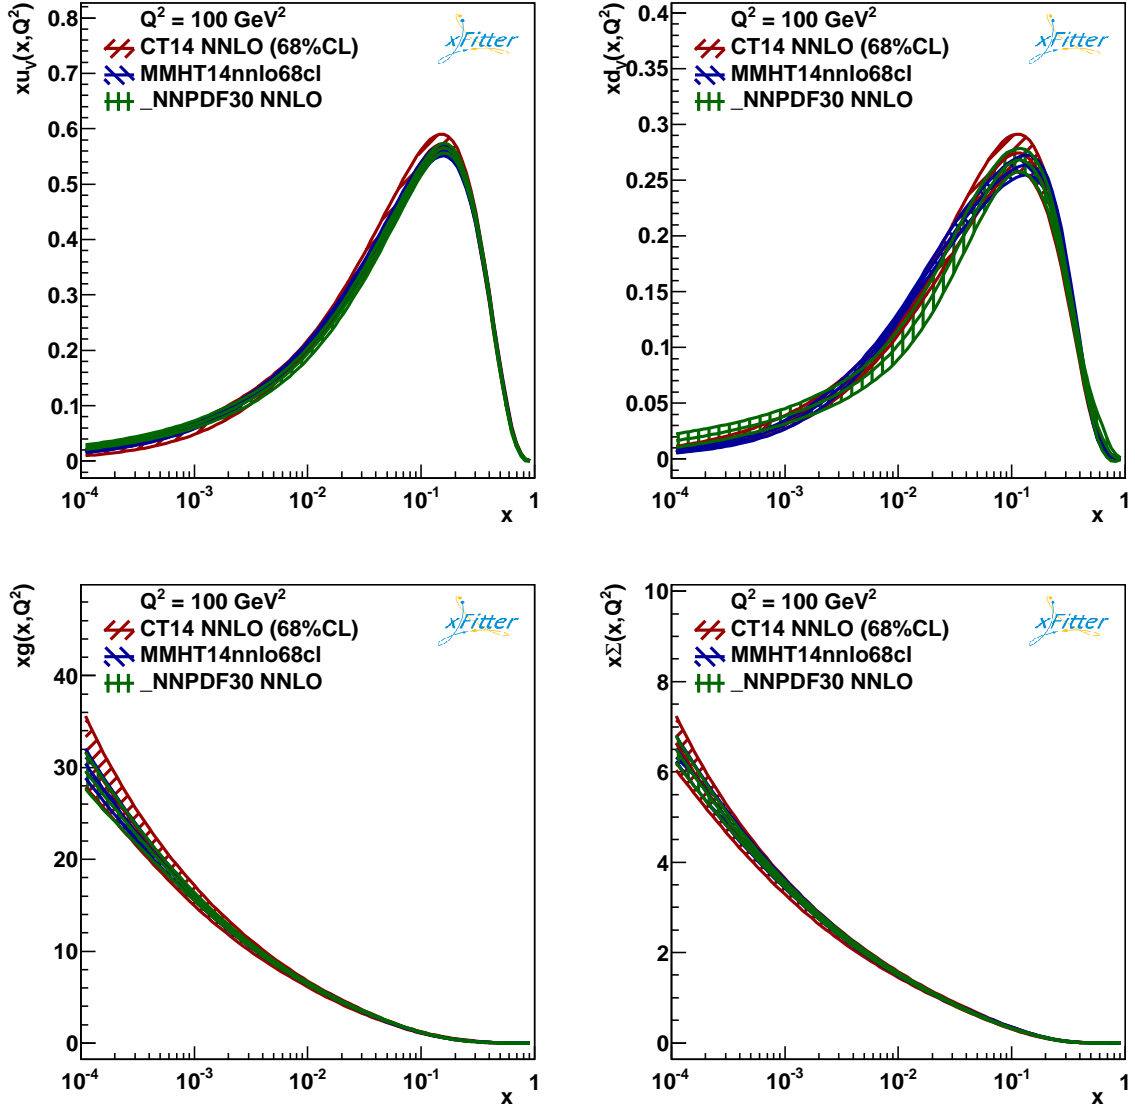 xu_v(x,Q²)
0.8
0.7
0.6
0.5
0.4
0.3
0.2
0.1
0
Q² = 100 GeV²
CT14 NNLO (68%CL)
MMHT14nnlo68cl
_NNPDF30 NNLO
xFitter
10⁻⁴ 10⁻³ 10⁻² 10⁻¹ 1
x
xd_v(x,Q²)
0.4
0.35
0.3
0.25
0.2
0.15
0.1
0.05
0
Q² = 100 GeV²
CT14 NNLO (68%CL)
MMHT14nnlo68cl
_NNPDF30 NNLO
xFitter
10⁻⁴ 10⁻³ 10⁻² 10⁻¹ 1
x
xg(x,Q²)
40
30
20
10
0
Q² = 100 GeV²
CT14 NNLO (68%CL)
MMHT14nnlo68cl
_NNPDF30 NNLO
xFitter
10⁻⁴ 10⁻³ 10⁻² 10⁻¹ 1
x
xΣ(x,Q²)
10
8
6
4
2
0
Q² = 100 GeV²
CT14 NNLO (68%CL)
MMHT14nnlo68cl
_NNPDF30 NNLO
xFitter
10⁻⁴ 10⁻³ 10⁻² 10⁻¹ 1
x